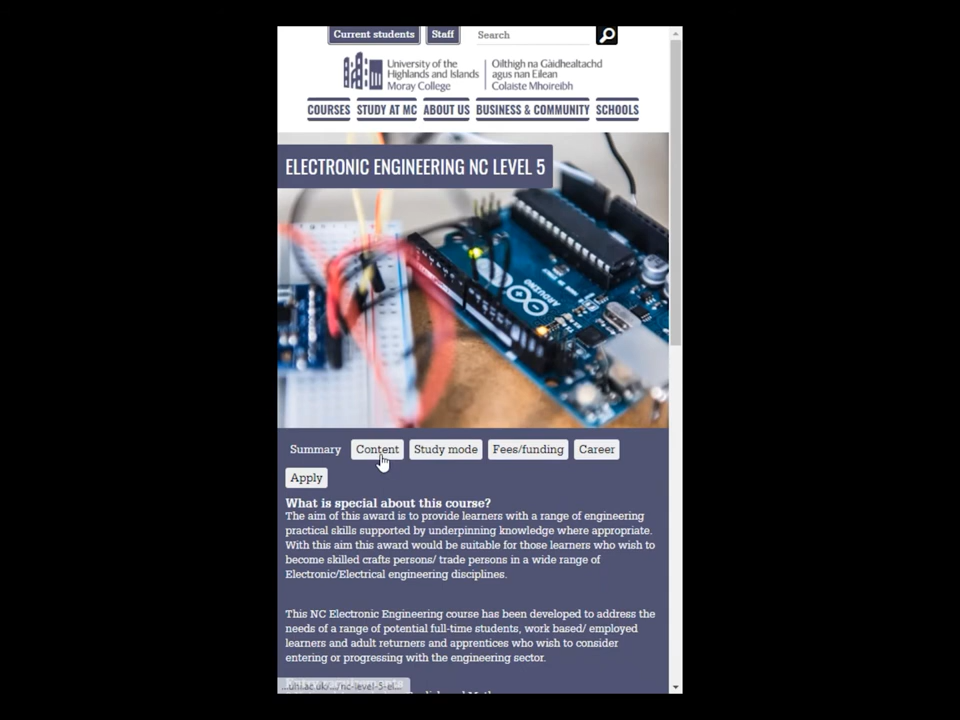 Current students Staff Search
University of the Highlands and Islands Moray College
Oilthigh na Gàidhealtachd agus nan Eilean Colaiste Mhoireibh
COURSES STUDY AT MC ABOUT US BUSINESS & COMMUNITY SCHOOLS
ELECTRONIC ENGINEERING NC LEVEL 5
ARDUINO
Summary Content Study mode Fees/funding Career
Apply
What is special about this course?
The aim of this award is to provide learners with a range of engineering
practical skills supported by underpinning knowledge where appropriate.
With this aim this award would be suitable for those learners who wish to
become skilled crafts persons/ trade persons in a wide range of
Electronic/Electrical engineering disciplines.
This NC Electronic Engineering course has been developed to address the
needs of a range of potential full-time students, work based/ employed
learners and adult returners and apprentices who wish to consider
entering or progressing with the engineering sector.